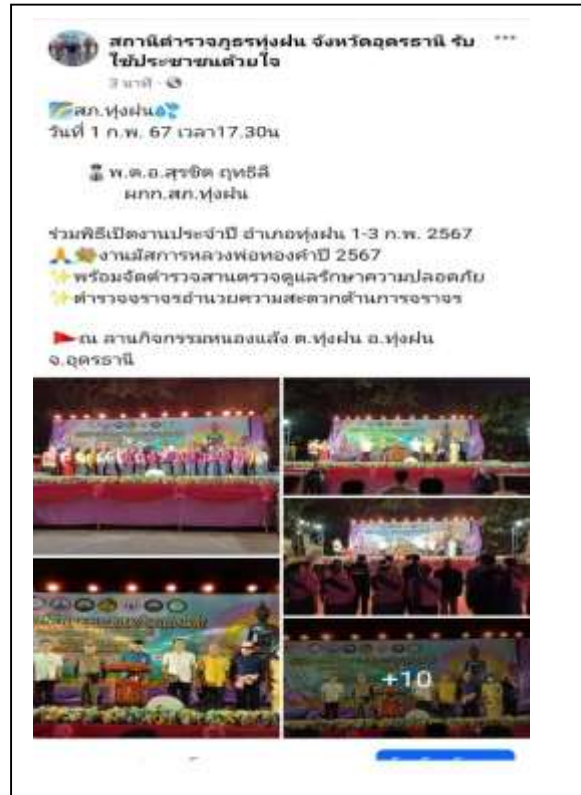 สถานีตำรวจภูธรทุ่งฝน จังหวัดอุดรธานี รับ
ใช้ประชาชนด้วยใจ
3 นาที
สภ.ทุ่งฝน
วันที่ 1 ก.พ. 67 เวลา17.30น
พ.ต.อ.สุรชิต ฤทธิลี
ผกก.สภ.ทุ่งฝน
ร่วมพิธีเปิดงานประจำปี อำเภอทุ่งฝน 1-3 ก.พ. 2567
งานมัสการหลวงพ่อทองคำปี 2567
พร้อมจัดตำรวจสายตรวจดูแลรักษาความปลอดภัย
ตำรวจจราจรอำนวยความสะดวกด้านการจราจร
ณ ลานกิจกรรมหนองแล้ง ต.ทุ่งฝน อ.ทุ่งฝน
จ.อุดรธานี
+10